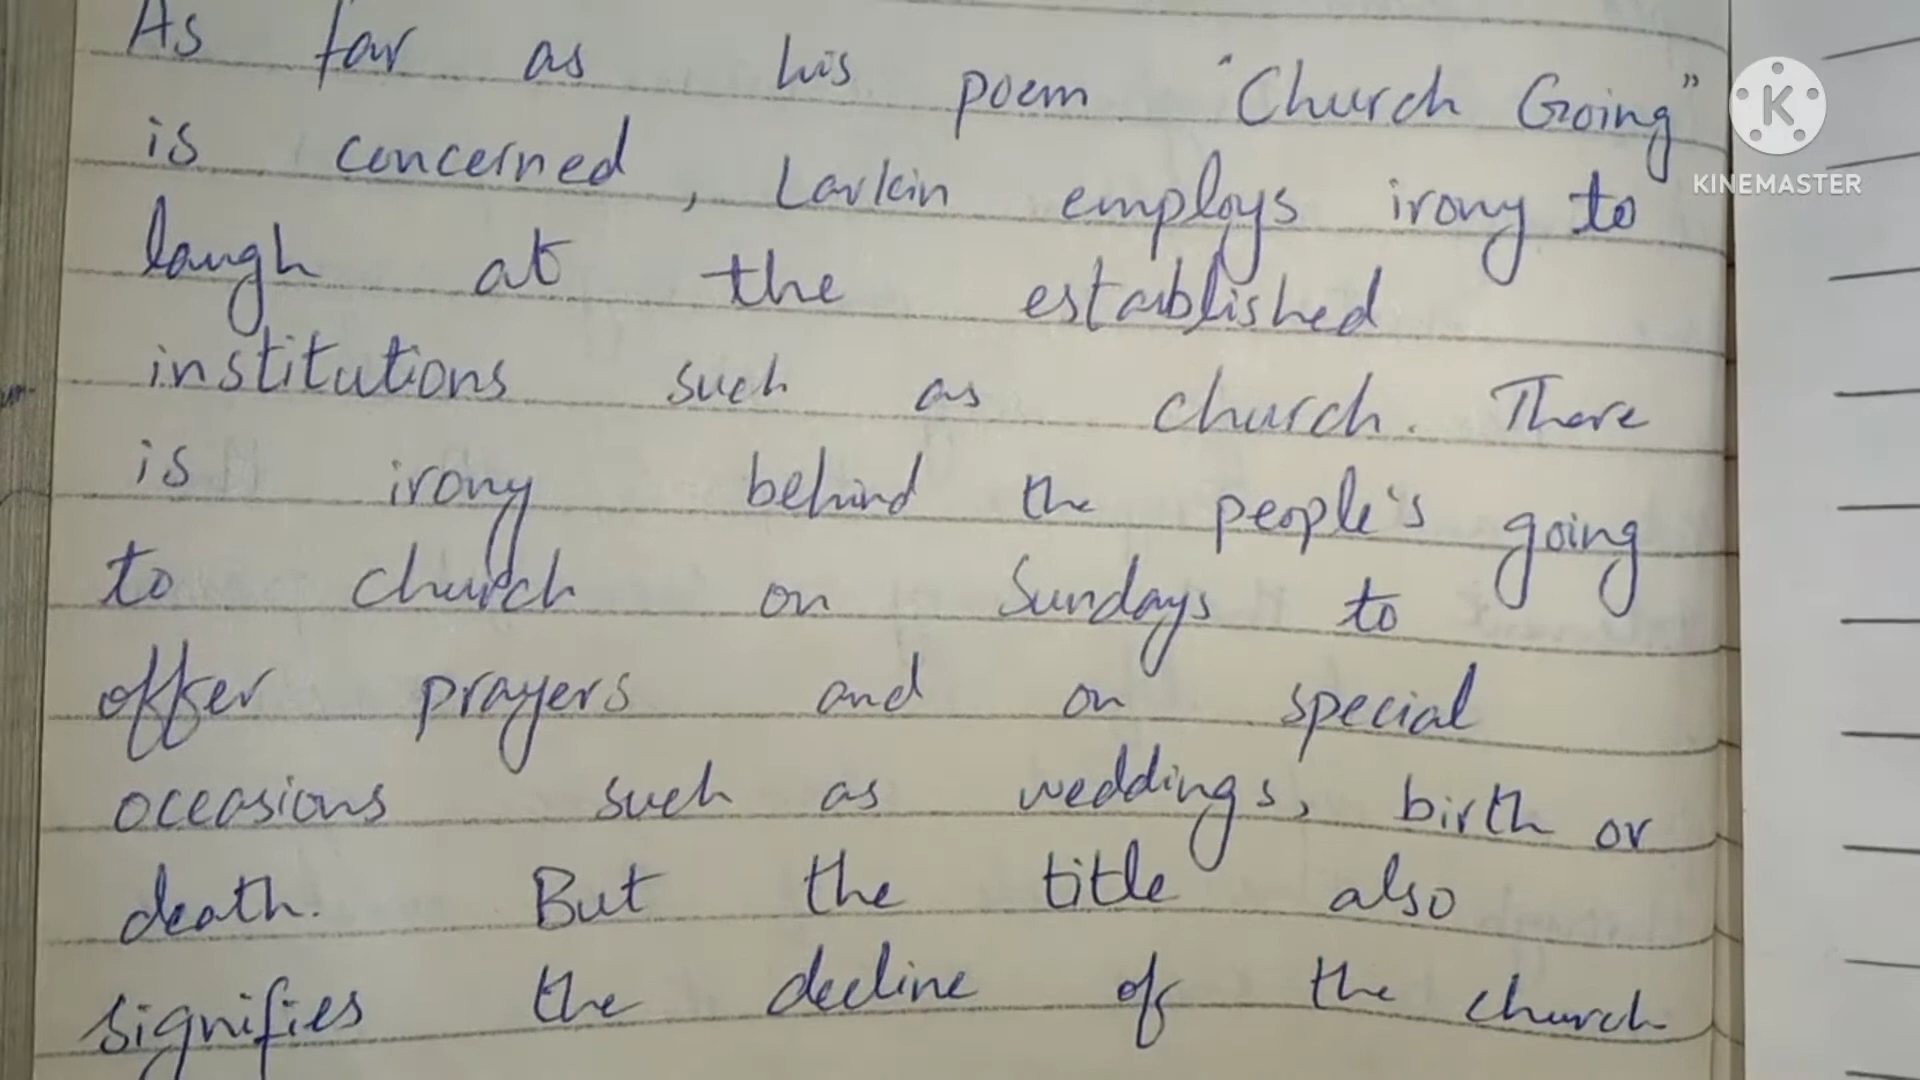 As far as his poem "Church Going"
is concerned, Larkin employs irony to
laugh at the established
institutions such as church. There
is irony behind the people's going
to church on Sundays to
offer prayers and on special
occasions such as weddings, birth or
death. But the title also
signifies the decline of the church
K
KINEMASTER